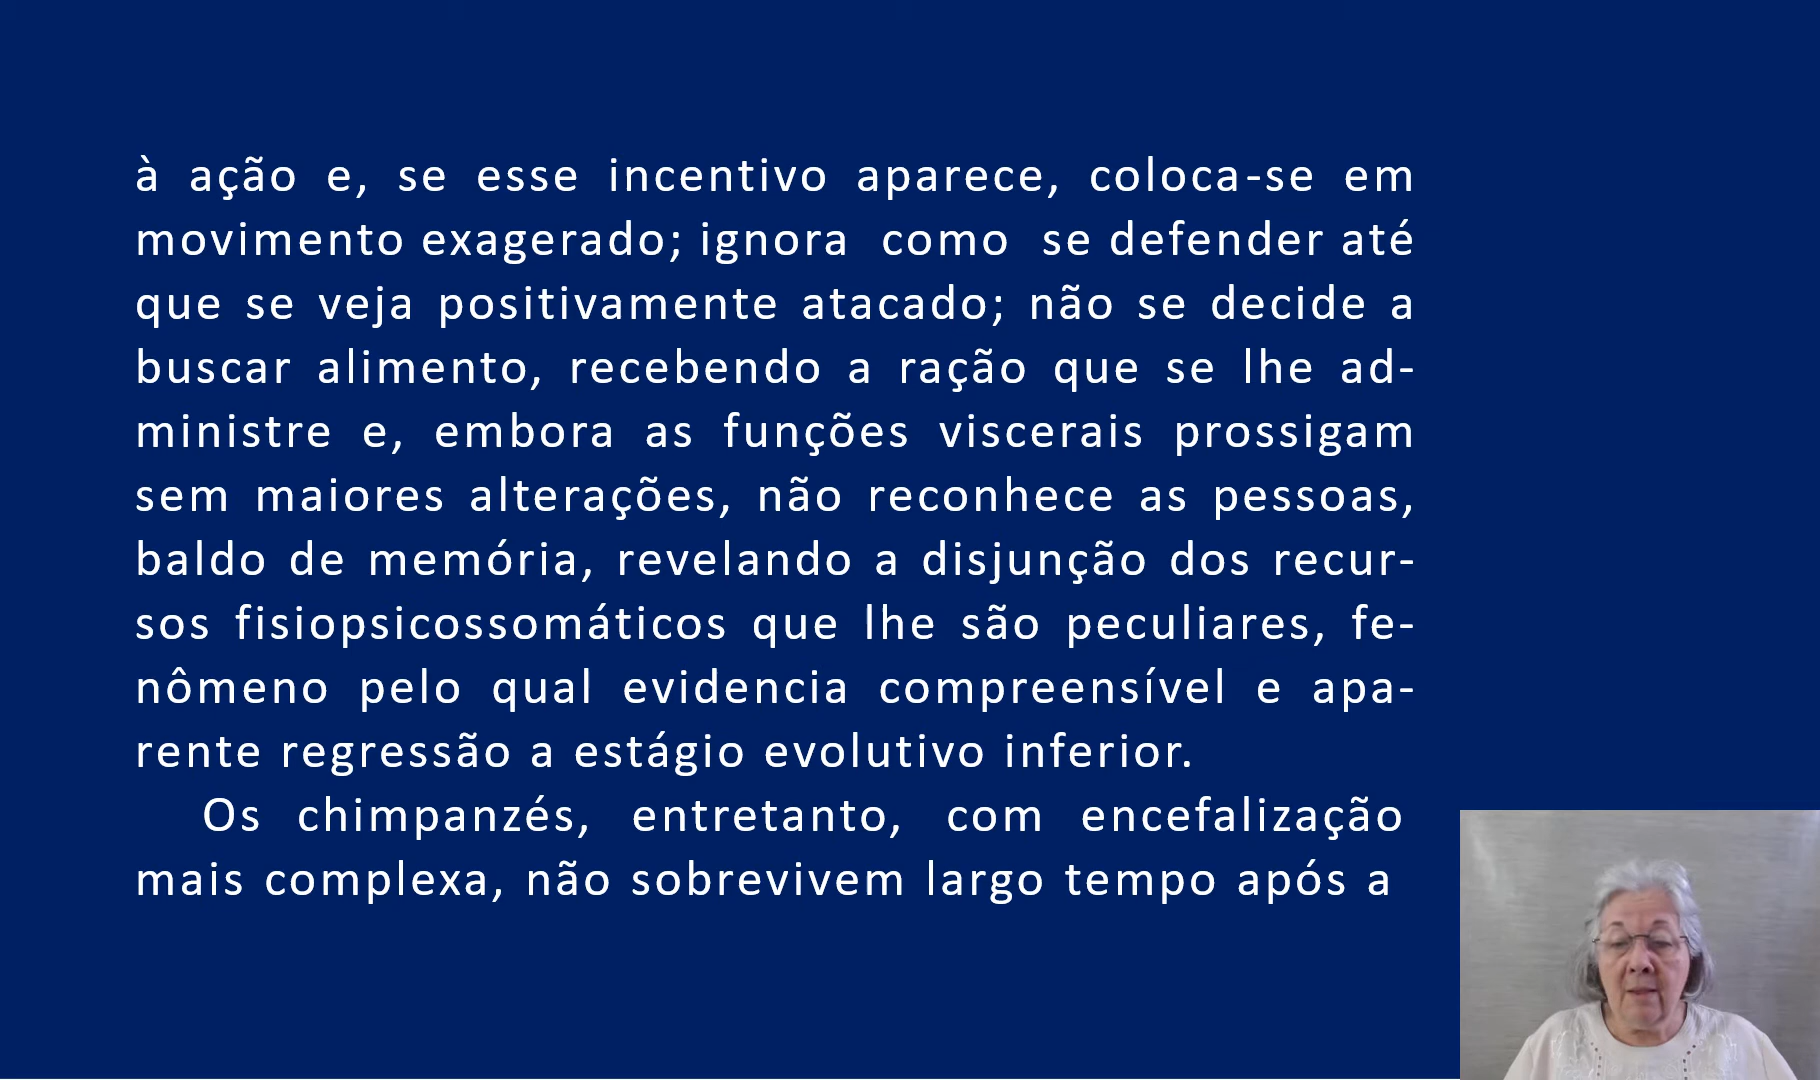 à ação e, se esse incentivo aparece, coloca-se em
movimento exagerado; ignora como se defender até
que se veja positivamente atacado; não se decide a
buscar alimento, recebendo a ração que se lhe ad-
ministre e, embora as funções viscerais prossigam
sem maiores alterações, não reconhece as pessoas,
baldo de memória, revelando a disjunção dos recur-
sos fisiopsicossomáticos que lhe são peculiares, fe-
nômeno pelo qual evidencia compreensível e apa-
rente regressão a estágio evolutivo inferior.
Os chimpanzés, entretanto, com encefalização
mais complexa, não sobrevivem largo tempo após a